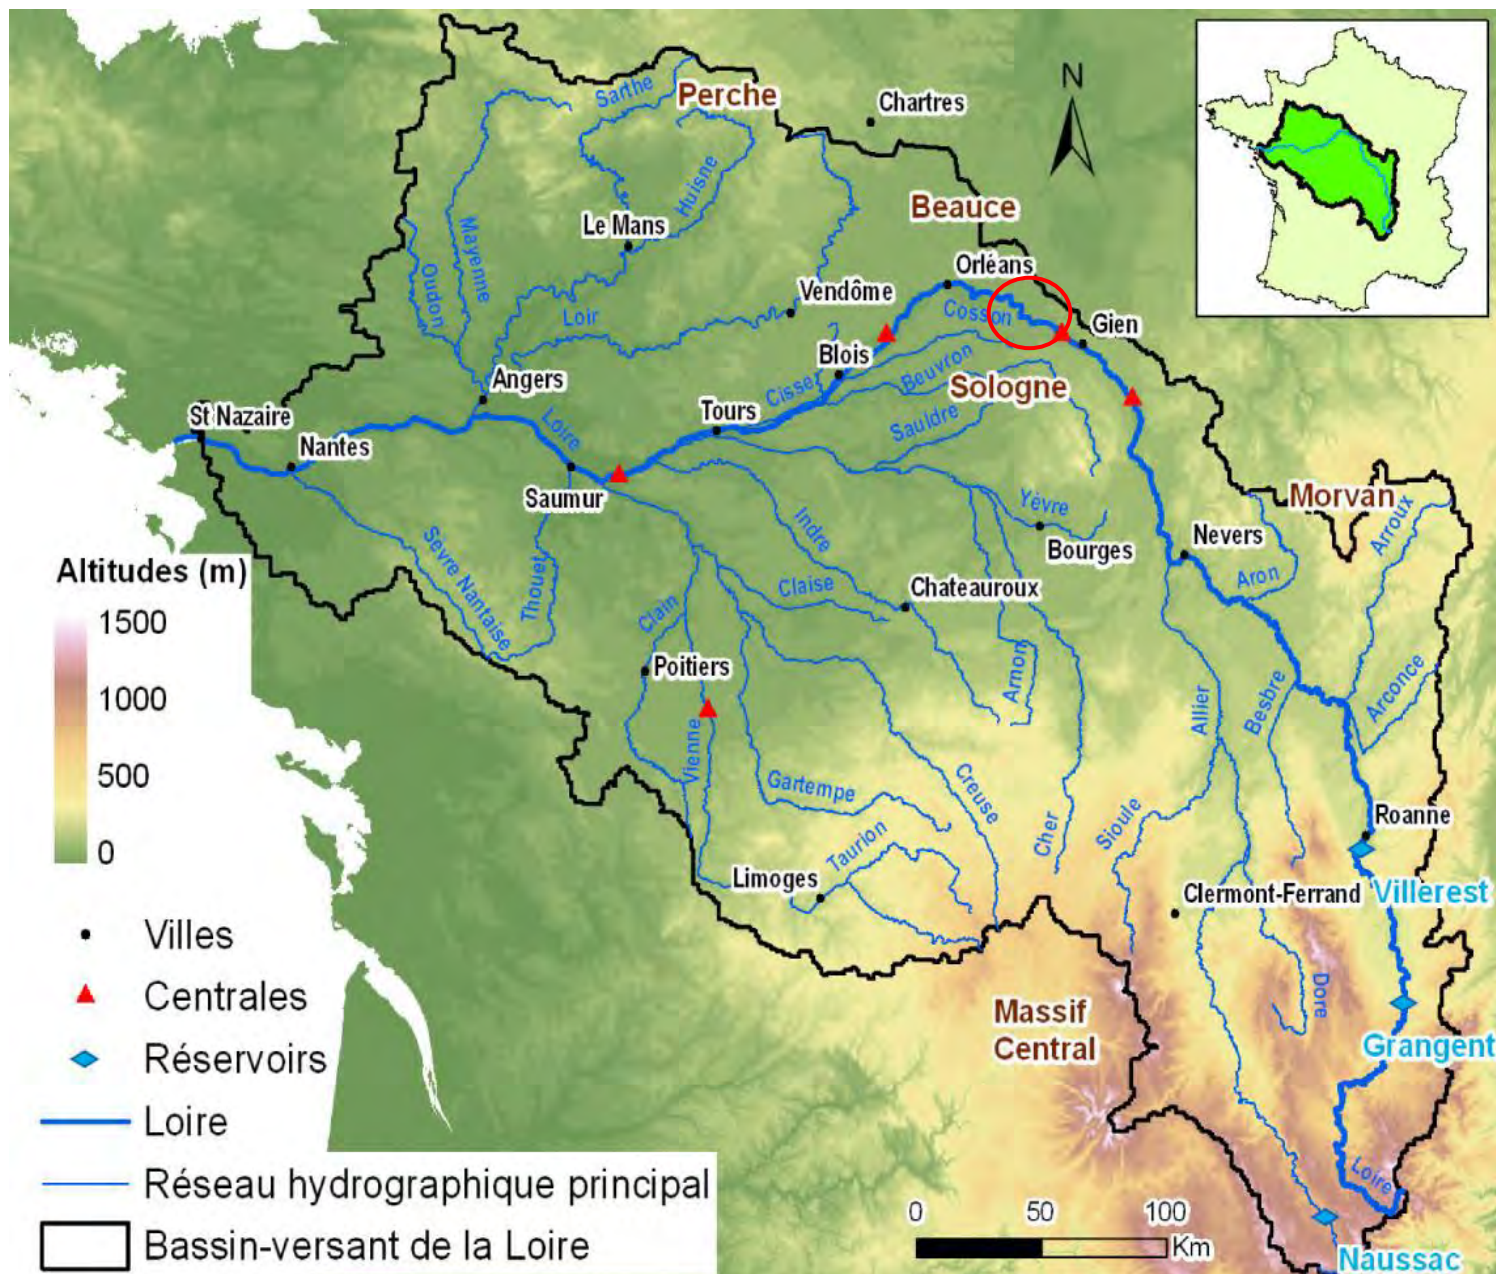 N
Sarthe
Perche
Chartres
Huisne
Beauce
Le Mans
Mayenne
Oudon
Orléans
Vendôme
Cosson
Loir
Gien
Blois
Beuvron
Angers
Cisse
Sologne
Tours
St Nazaire
Sauldre
Loire
Nantes
Saumur
Morvan
Yèvre
Arroux
Indre
Nevers
Bourges
Sèvre Nantaise
Altitudes (m)
Aron
Claise
Chateauroux
Thouet
Clain
1500
Poitiers
Arnon
Arconce
1000
Allier
Besbre
Vienne
500
Gartempe
Creuse
Roanne
Cher
Sioule
0
Taurion
Limoges
Clermont-Ferrand
Villerest
Villes
Dore
Centrales
Massif
Central
Grangent
Réservoirs
Loire
Loire
Réseau hydrographique principal
0 50 100
Km
Bassin-versant de la Loire
Naussac